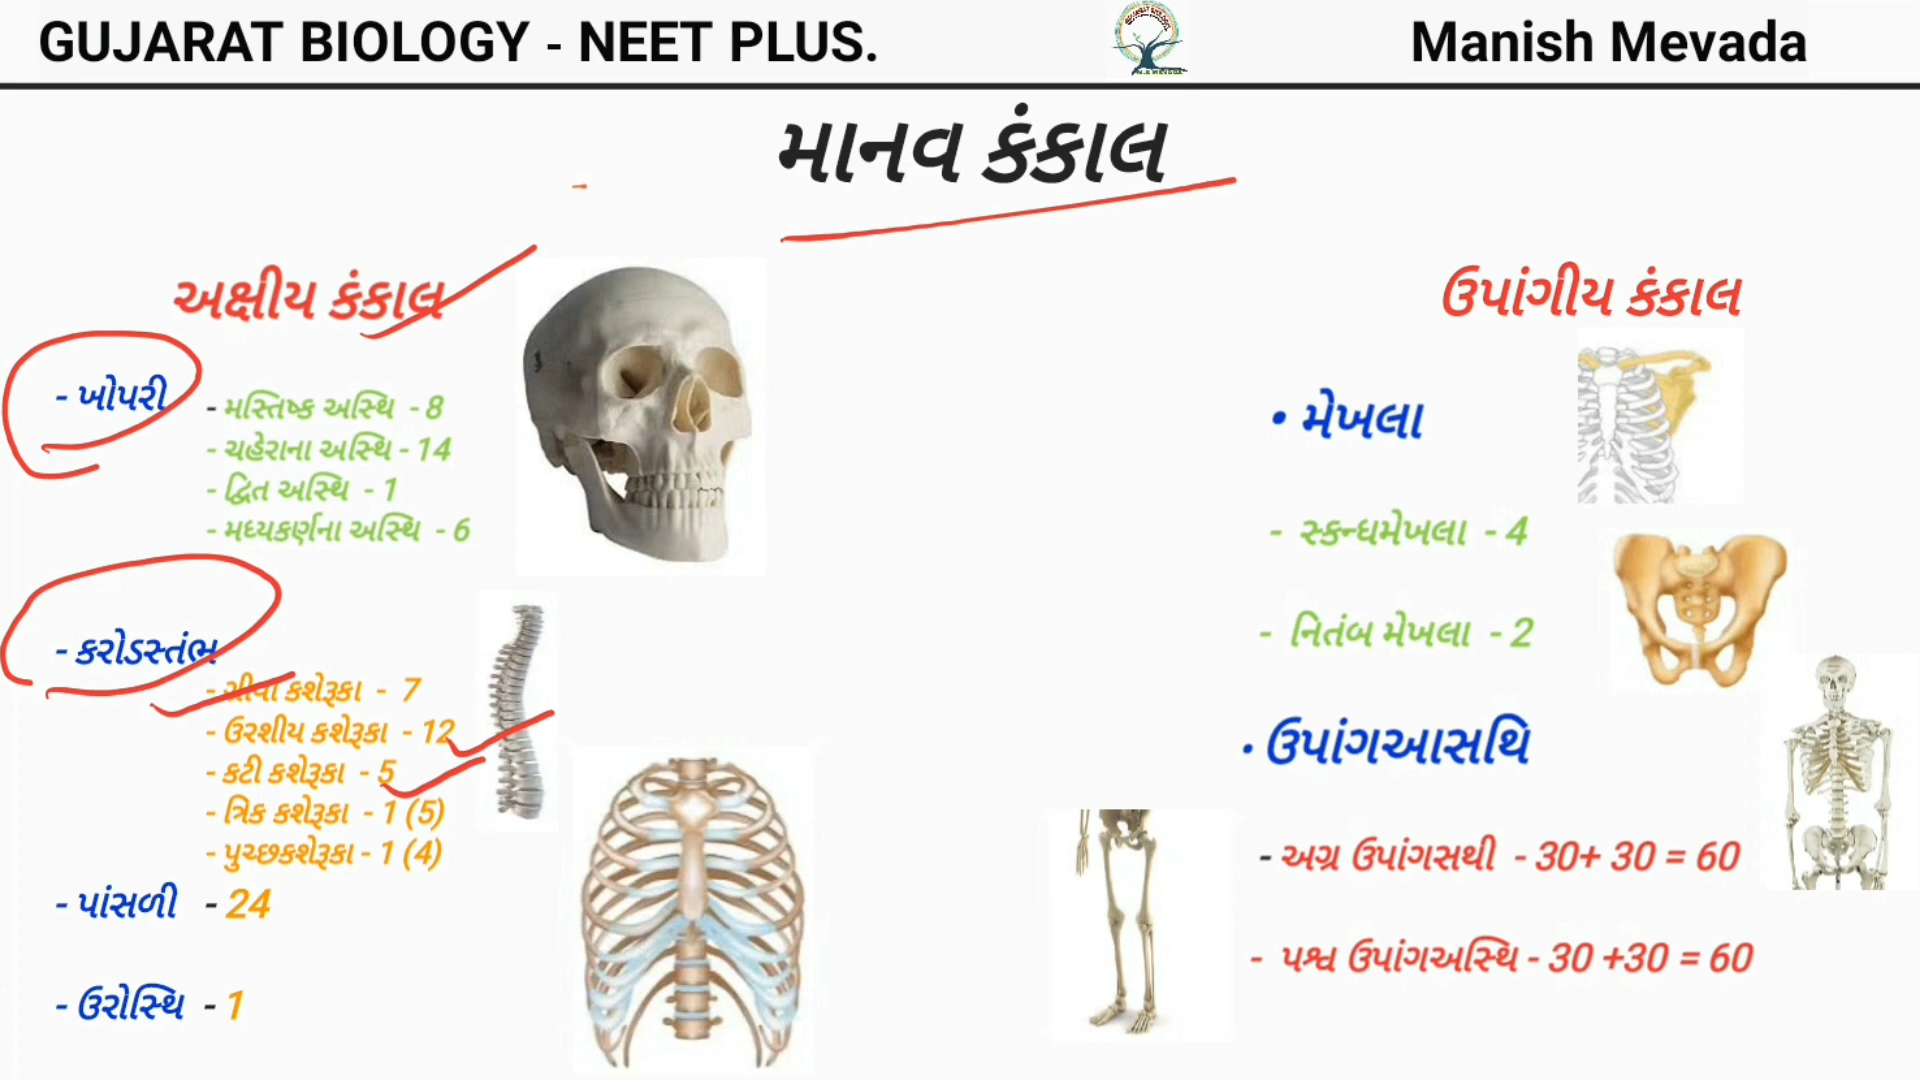 GUJARAT BIOLOGY - NEET PLUS.
Manish Mevada
માનવ કંકાલ
અક્ષીય કંકાલ
- ખોપરી
- મસ્તિષ્ક અસ્થિ - 8
- ચહેરાના અસ્થિ - 14
- દ્વિત અસ્થિ - 1
- મધ્યકર્ણના અસ્થિ - 6
- કરોડસ્તંભ
- ગ્રીવા કશેરૂકા - 7
- ઉરશીય કશેરૂકા - 12
- કટી કશેરૂકા - 5
- ત્રિક કશેરૂકા - 1 (5)
- પુચ્છકશેરૂકા - 1 (4)
- પાંસળી - 24
- ઉરોસ્થિ - 1
ઉપાંગીય કંકાલ
• મેખલા
- સ્કન્ધમેખલા - 4
- નિતંબ મેખલા - 2
• ઉપાંગઆસથિ
- અગ્ર ઉપાંગસથી - 30+ 30 = 60
- પશ્વ ઉપાંગઅસ્થિ - 30 +30 = 60